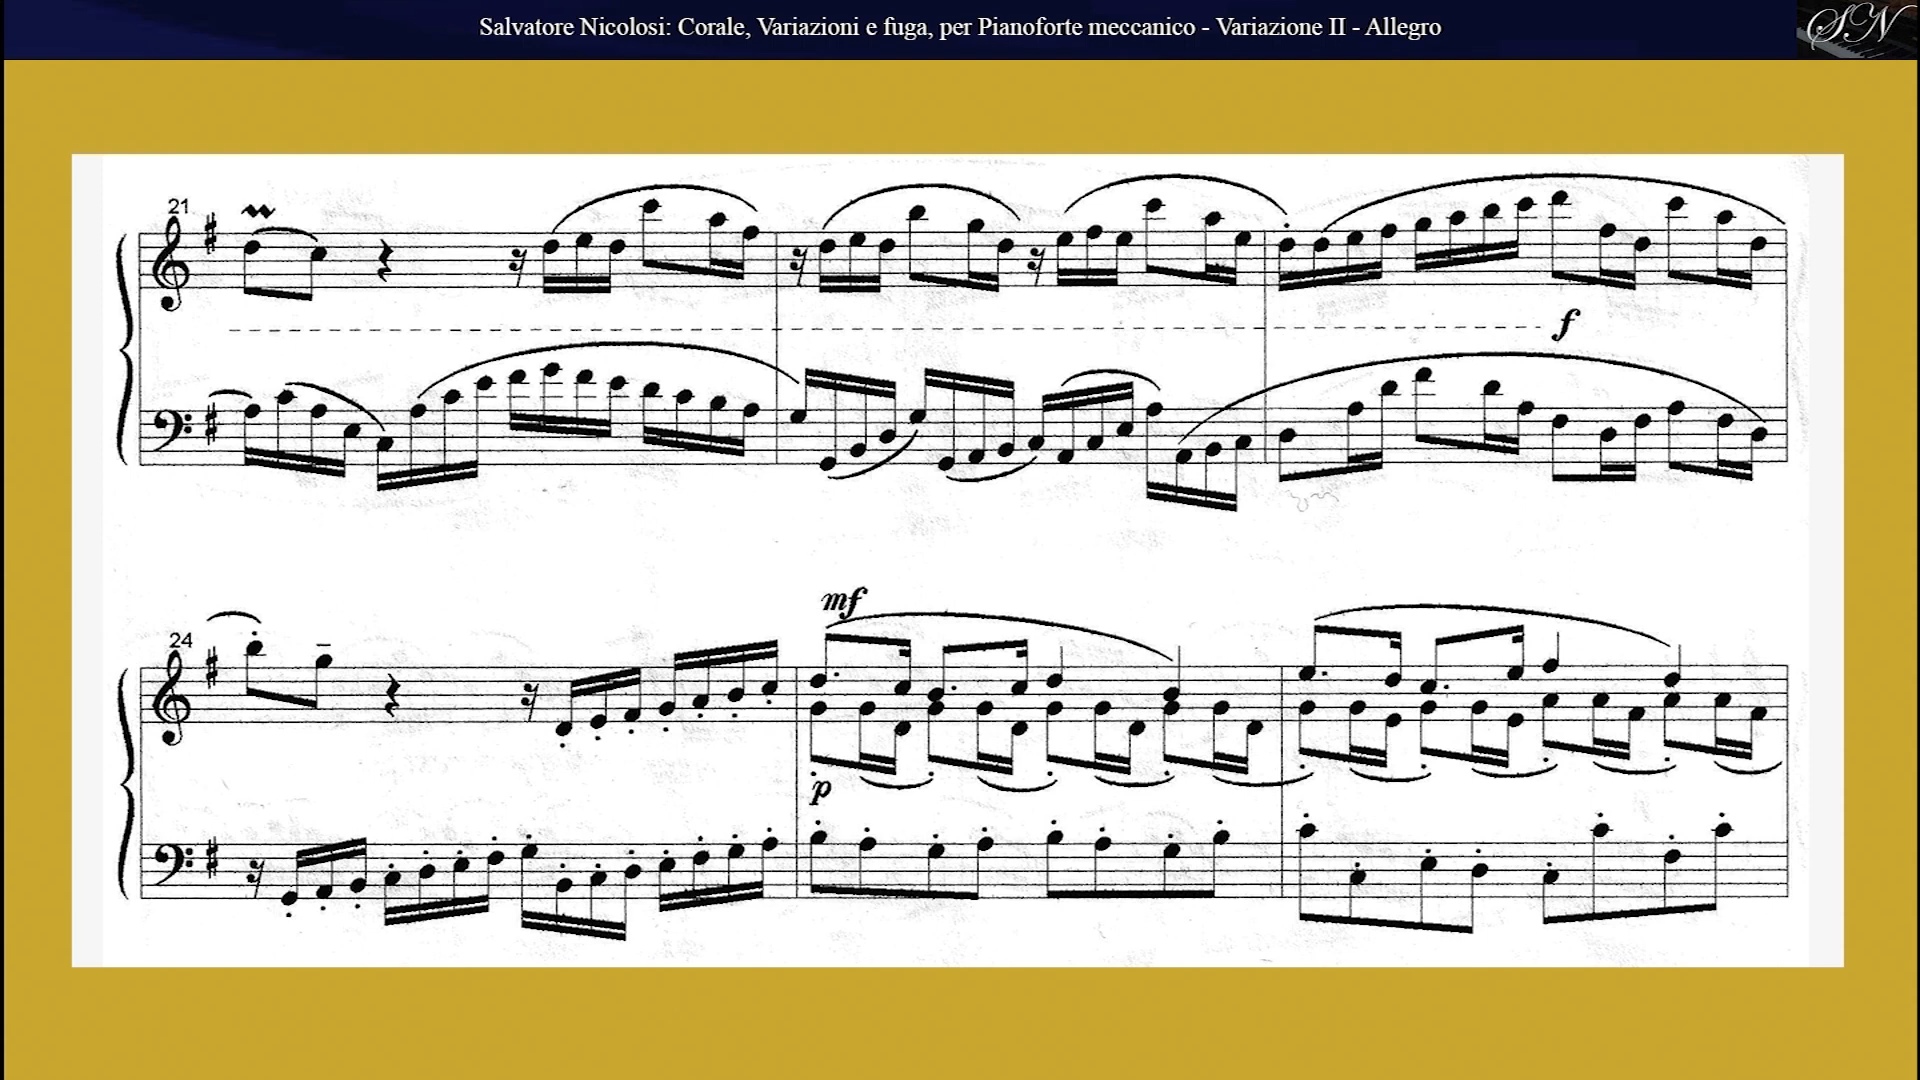 Salvatore Nicolosi: Corale, Variazioni e fuga, per Pianoforte meccanico - Variazione II - Allegro
SN
21
f
24
mf
p